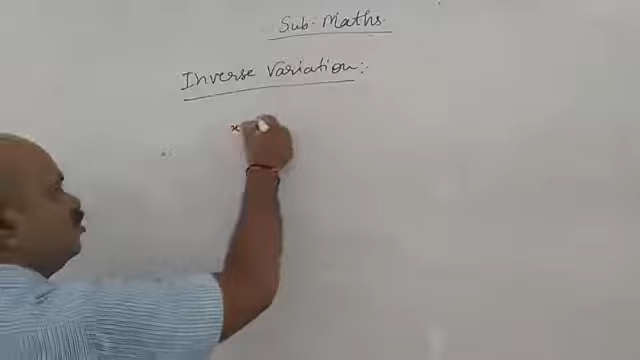 Sub- Maths.
Inverse Variation :-
x